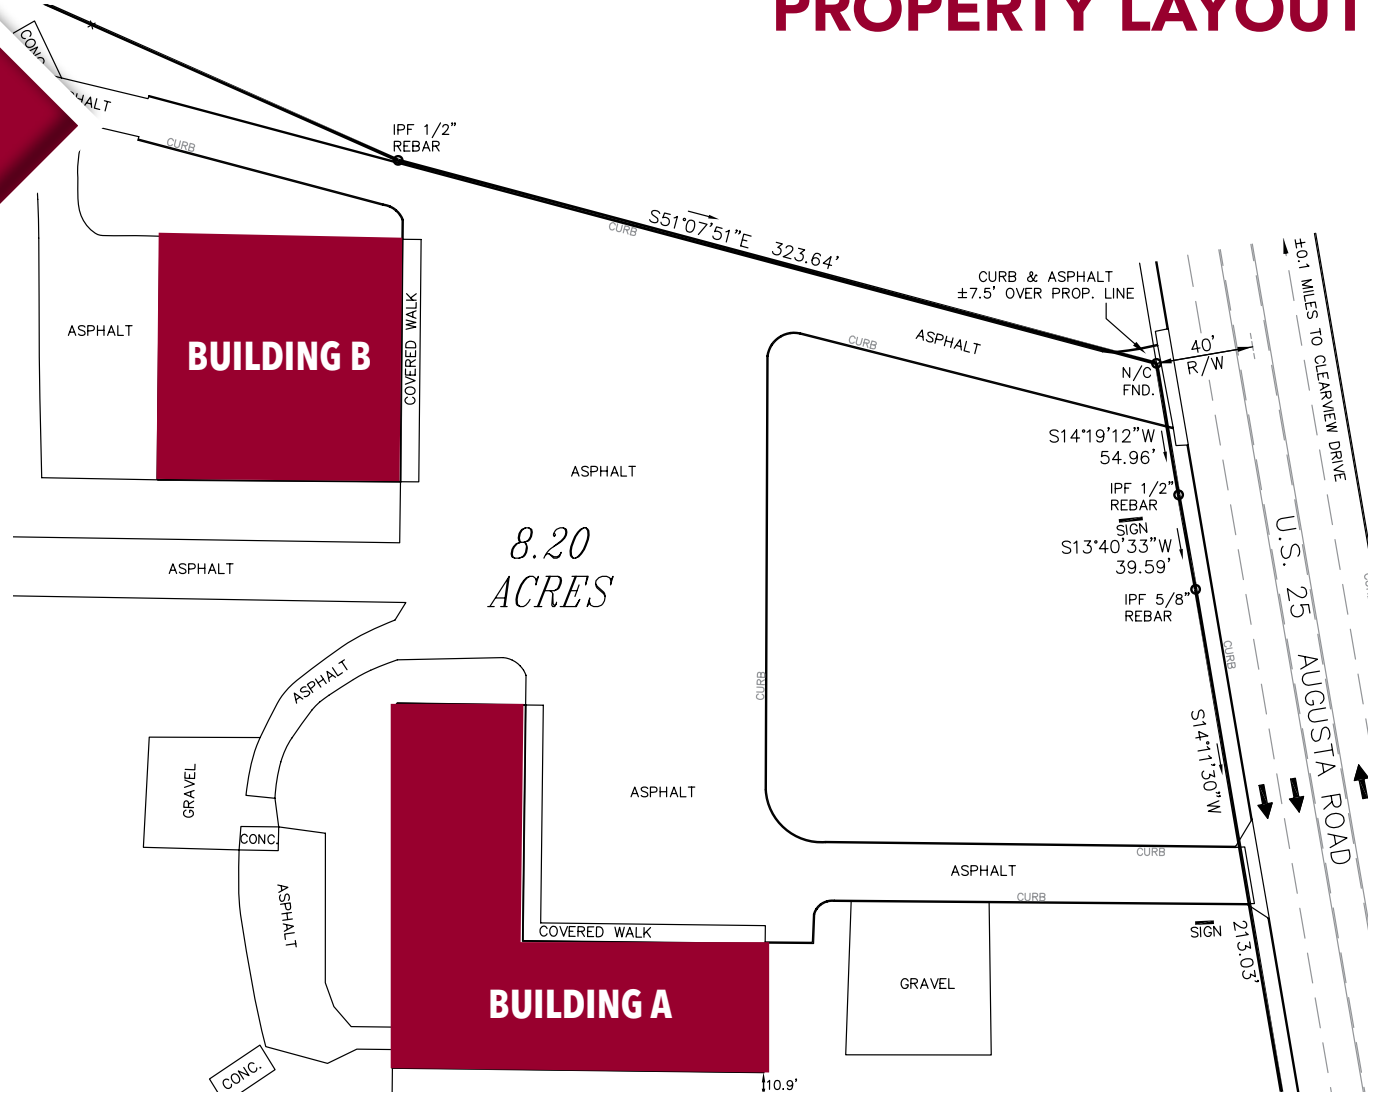 PROPERTY LAYOUT
CONC.
ASPHALT
CURB
IPF 1/2"
REBAR
S51°07'51"E 323.64'
CURB
±0.1 MILES TO CLEARVIEW DRIVE
CURB & ASPHALT
±7.5' OVER PROP. LINE
ASPHALT
BUILDING B
COVERED WALK
CURB
ASPHALT
40'
R/W
N/C
FND.
S14°19'12"W
54.96'
ASPHALT
IPF 1/2"
REBAR
SIGN
S13°40'33"W
39.59'
8.20
ACRES
ASPHALT
IPF 5/8"
REBAR
U.S. 25 AUGUSTA ROAD
CURB
CURB
ASPHALT
CURB
S14°11'30"W
213.03'
GRAVEL
ASPHALT
CONC.
CURB
ASPHALT
CURB
ASPHALT
COVERED WALK
SIGN
GRAVEL
BUILDING A
CONC.
10.9'